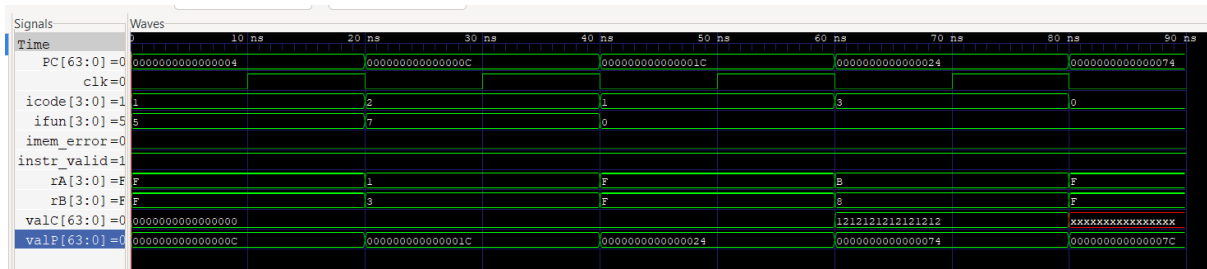 Signals Waves
Time 0 10 ns 20 ns 30 ns 40 ns 50 ns 60 ns 70 ns 80 ns 90 ns
PC[63:0]=0 0000000000000004 000000000000000C 000000000000001C 0000000000000024 0000000000000074
clk=0
icode[3:0]=1 1 2 1 3 0
ifun[3:0]=5 5 7 0
imem_error=0
instr_valid=1
rA[3:0]=F F 1 F B F
rB[3:0]=F F 3 F 8 F
valC[63:0]=0 0000000000000000 1212121212121212 xxxxxxxxxxxxxxxx
valP[63:0]=0 000000000000000C 000000000000001C 0000000000000024 0000000000000074 000000000000007C